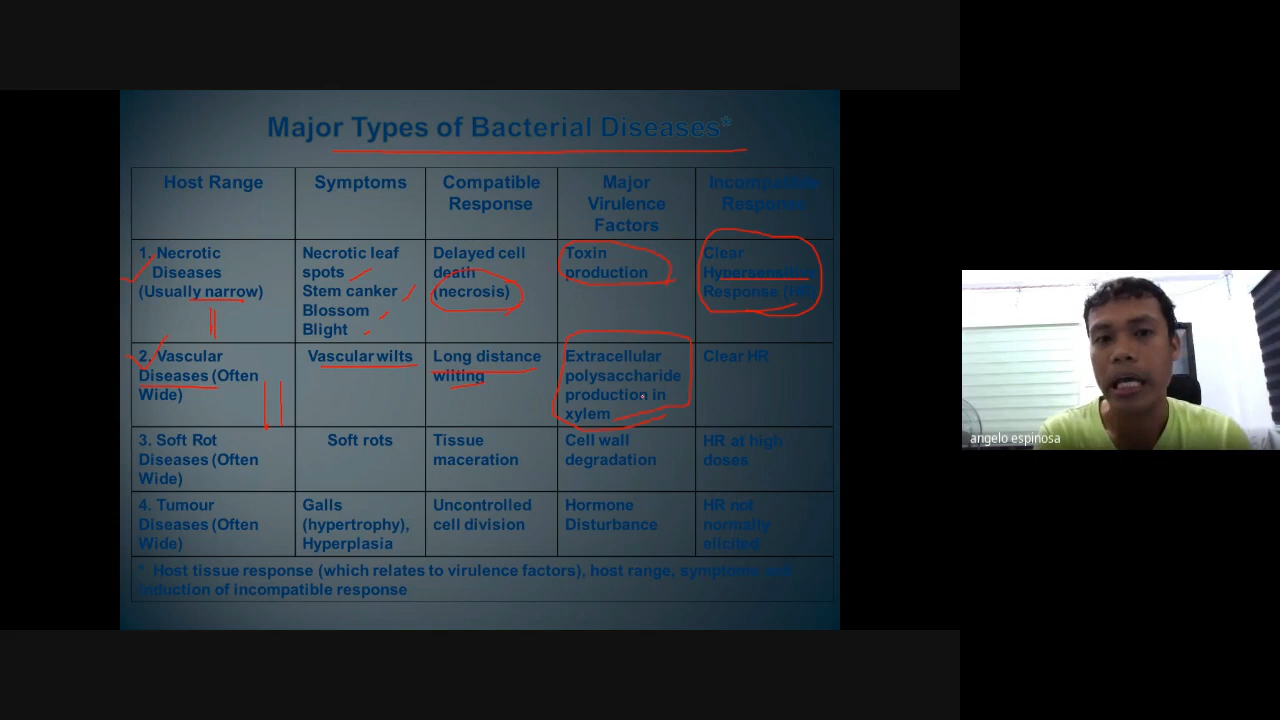 Major Types of Bacterial Diseases*
Host Range
Symptoms
Compatible
Response
Major
Virulence
Factors
Incompatible
Response
1. Necrotic
Diseases
(Usually narrow)
Necrotic leaf
spots
Stem canker
Blossom
Blight
Delayed cell
death
(necrosis)
Toxin
production
Clear
Hypersensitive
Response (HR)
2. Vascular
Diseases (Often
Wide)
Vascular wilts
Long distance
wilting
Extracellular
polysaccharide
production in
xylem
Clear HR
3. Soft Rot
Diseases (Often
Wide)
Soft rots
Tissue
maceration
Cell wall
degradation
HR at high
doses
4. Tumour
Diseases (Often
Wide)
Galls
(hypertrophy),
Hyperplasia
Uncontrolled
cell division
Hormone
Disturbance
HR not
normally
elicited
* Host tissue response (which relates to virulence factors), host range, symptoms and
induction of incompatible response
angelo espinosa